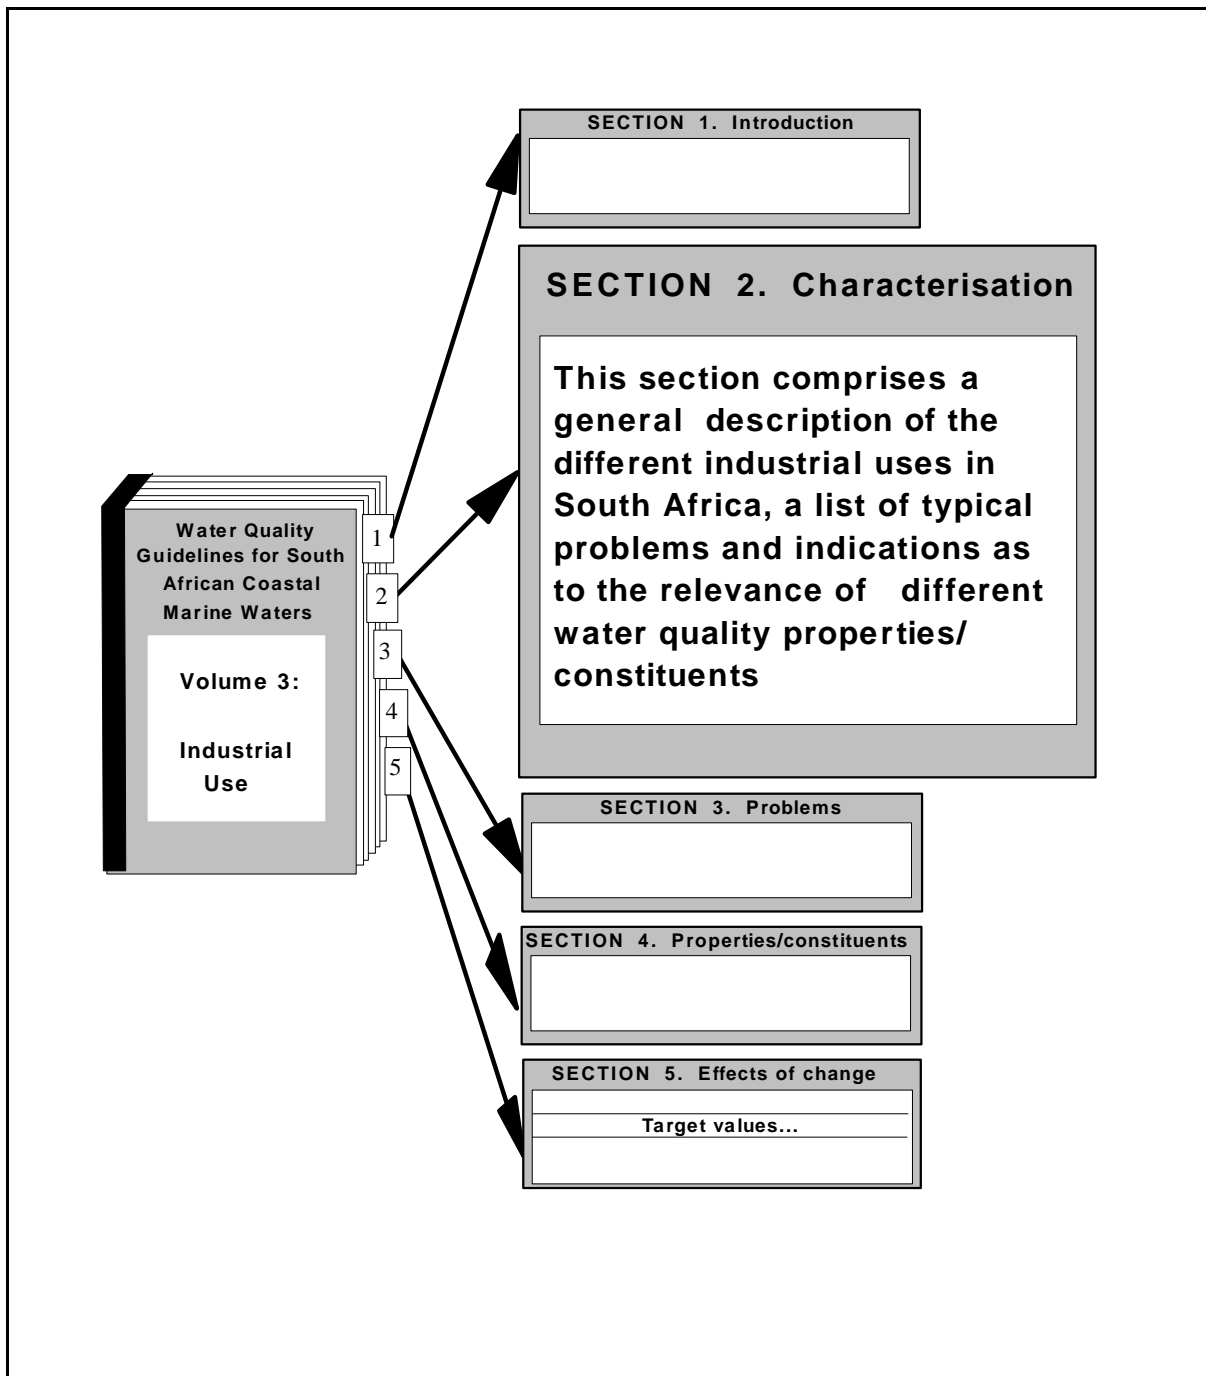 SECTION 1. Introduction
SECTION 2. Characterisation
This section comprises a
general description of the
different industrial uses in
South Africa, a list of typical
problems and indications as
to the relevance of different
water quality properties/
constituents
Water Quality
Guidelines for South
African Coastal
Marine Waters
Volume 3:
Industrial
Use
1
2
3
4
5
SECTION 3. Problems
SECTION 4. Properties/constituents
SECTION 5. Effects of change
Target values...